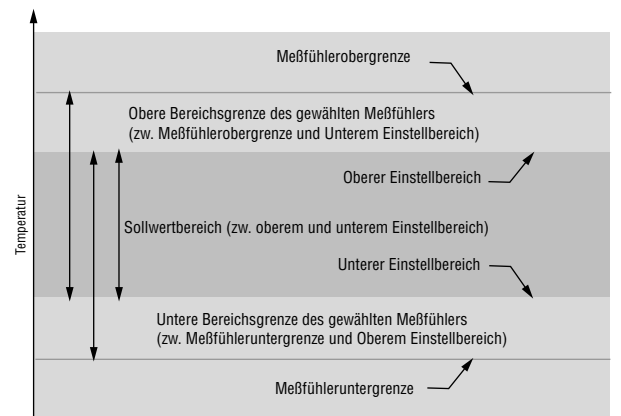 Meßfühlerobergrenze
Obere Bereichsgrenze des gewählten Meßfühlers
(zw. Meßfühlerobergrenze und Unterem Einstellbereich)
Oberer Einstellbereich
Temperatur
Sollwertbereich (zw. oberem und unterem Einstellbereich)
Unterer Einstellbereich
Untere Bereichsgrenze des gewählten Meßfühlers
(zw. Meßfühleruntergrenze und Oberem Einstellbereich)
Meßfühleruntergrenze